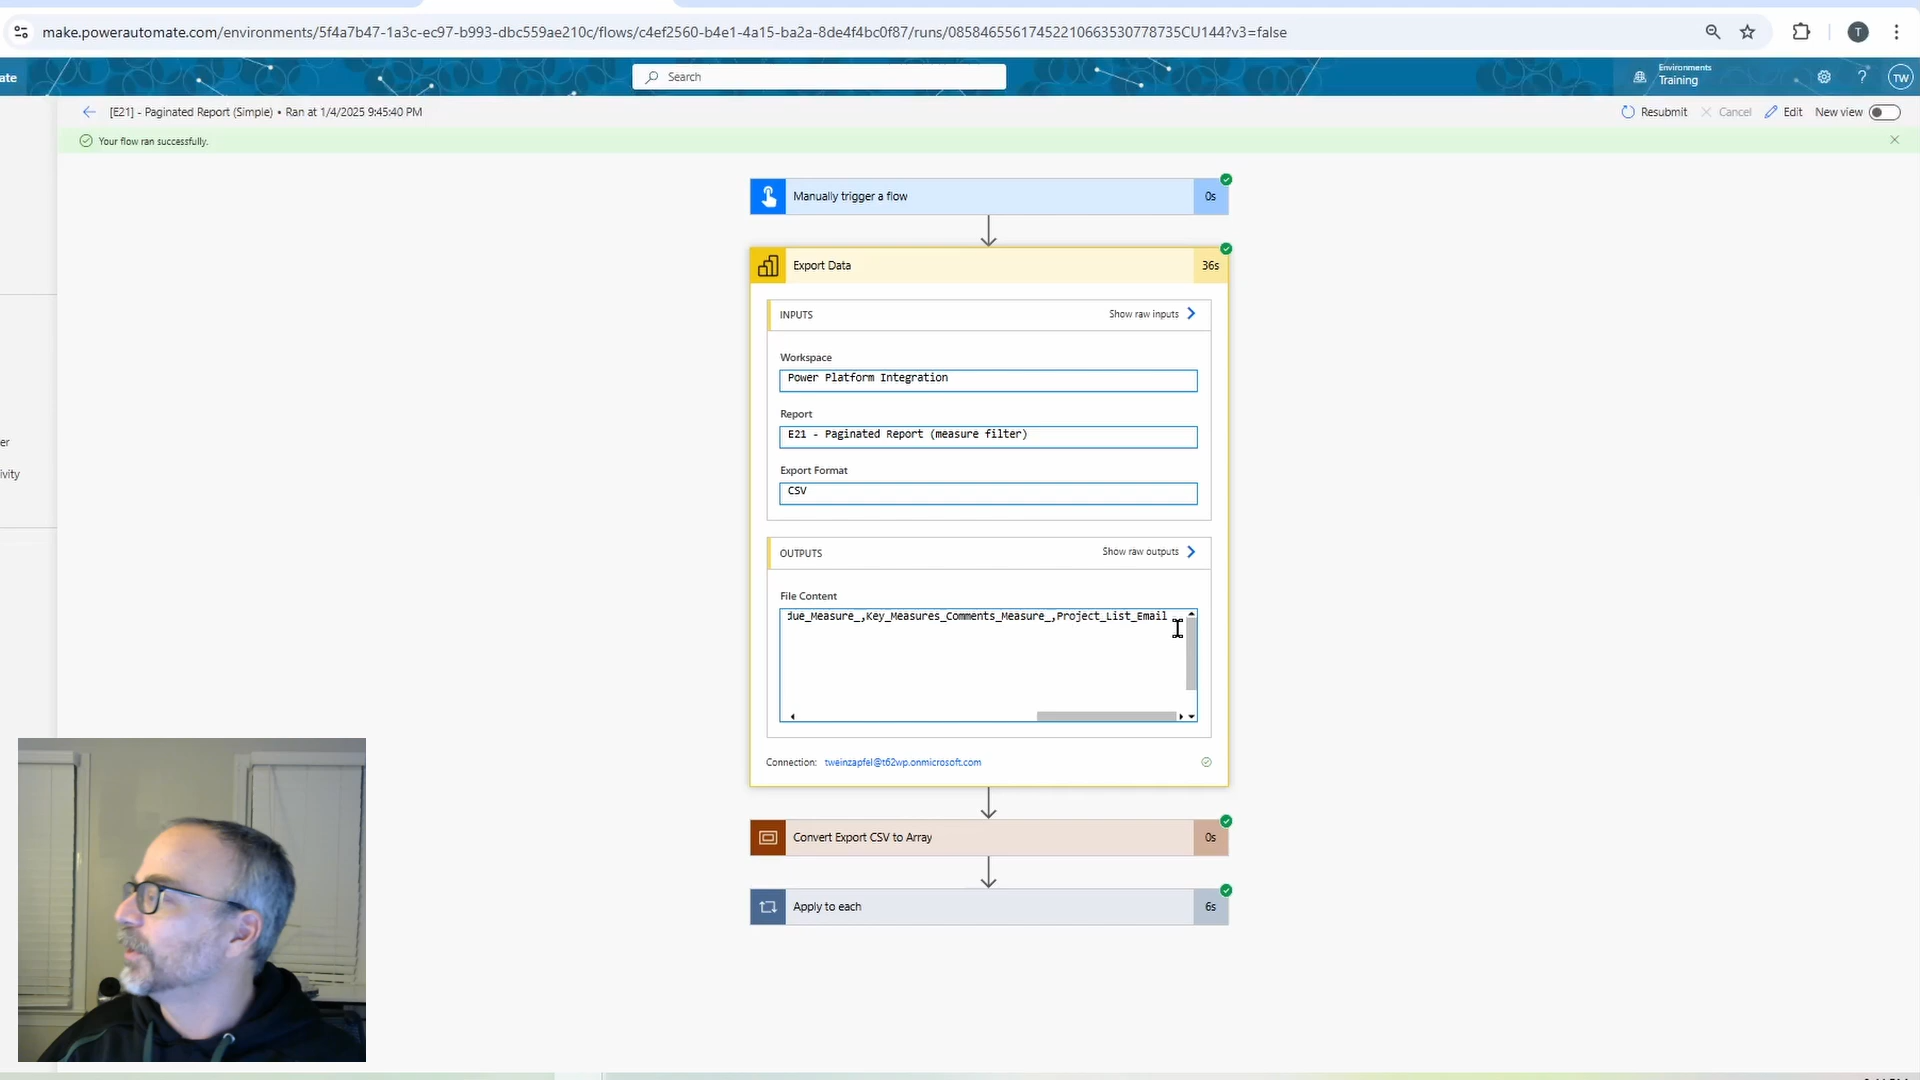 make.powerautomate.com/environments/5f4a7b47-1a3c-ec97-b993-dbc559ae210c/flows/c4ef2560-b4e1-4a15-ba2a-8de4f4bc0f87/runs/08584655617452210663530778735CU144?v3=false
T
ate
Search
Environments
Training
?
TW
[E21] - Paginated Report (Simple) • Ran at 1/4/2025 9:45:40 PM
Resubmit
Cancel
Edit
New view
Your flow ran successfully.
Manually trigger a flow
0s
Export Data
36s
INPUTS
Show raw inputs
Workspace
Power Platform Integration
Report
E21 - Paginated Report (measure filter)
Export Format
CSV
er
ivity
OUTPUTS
Show raw outputs
File Content
due_Measure_,Key_Measures_Comments_Measure_,Project_List_Email
Connection: tweinzapfel@t62wp.onmicrosoft.com
Convert Export CSV to Array
0s
Apply to each
6s